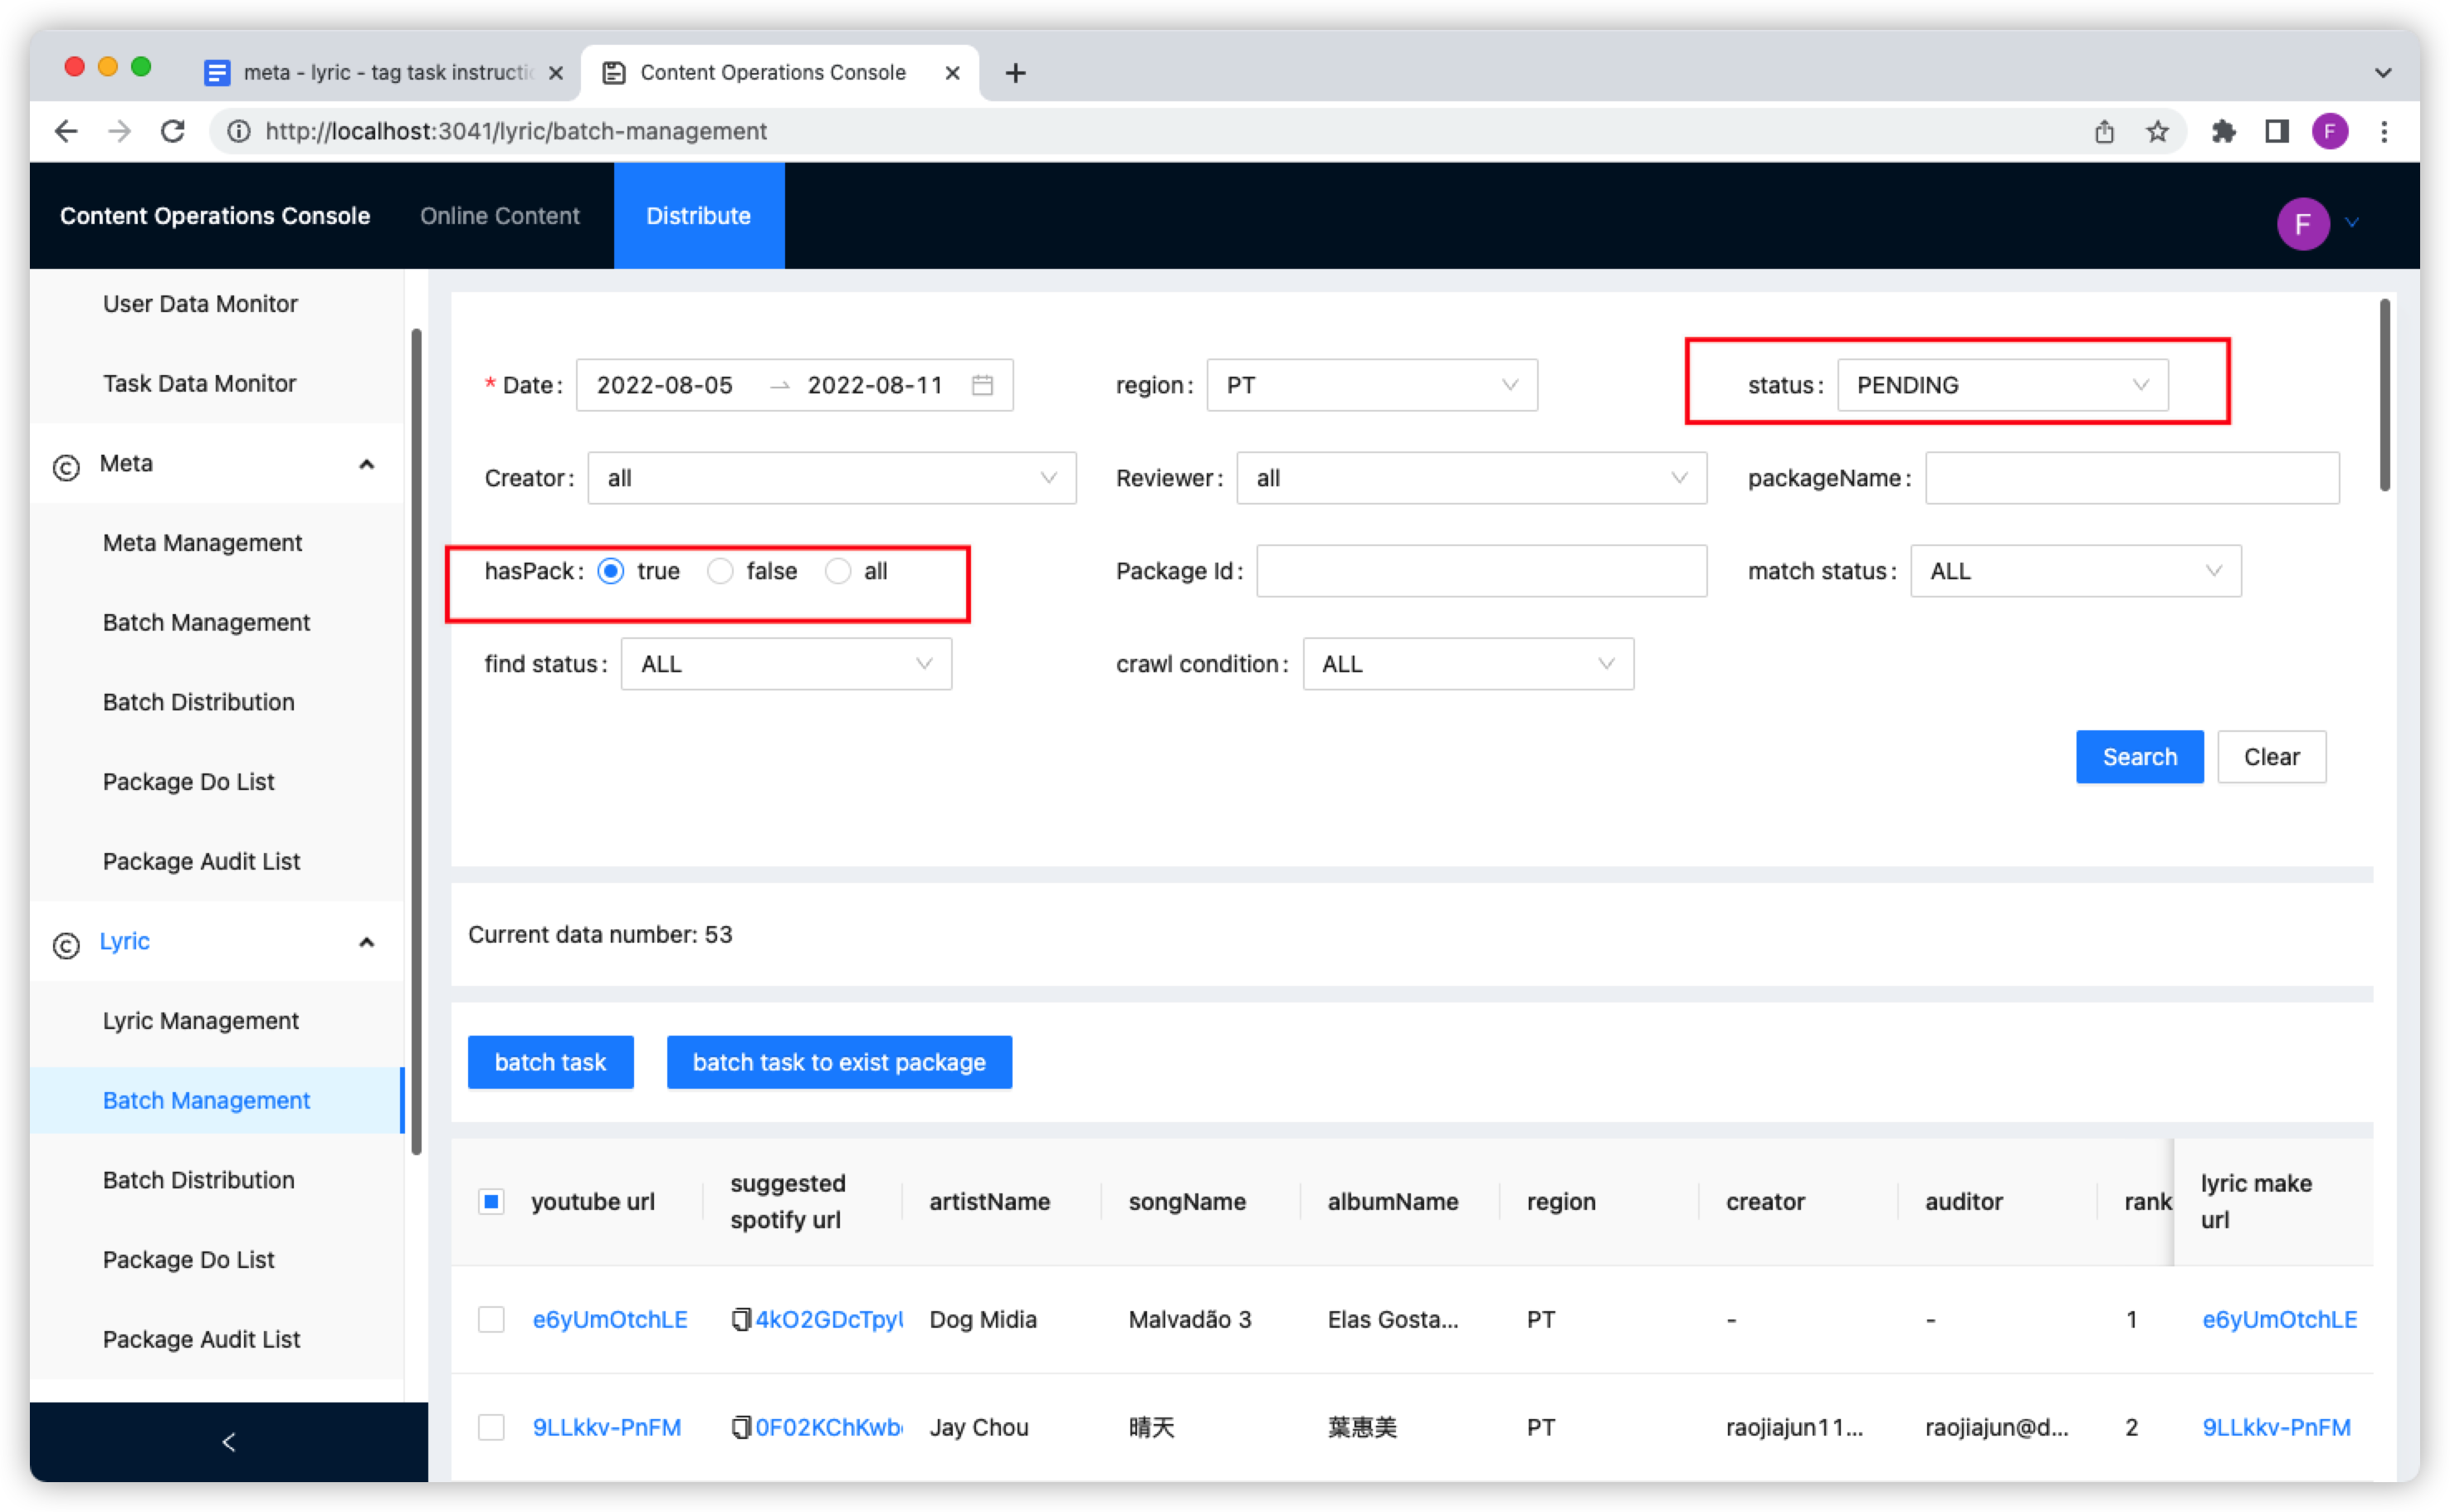 meta - lyric - tag task instructi
Content Operations Console
http://localhost:3041/lyric/batch-management
F
Content Operations Console
Online Content
Distribute
F
User Data Monitor
Task Data Monitor
Meta
Meta Management
Batch Management
Batch Distribution
Package Do List
Package Audit List
Lyric
Lyric Management
Batch Management
Batch Distribution
Package Do List
Package Audit List
* Date: 2022-08-05 → 2022-08-11
region: PT
status: PENDING
Creator: all
Reviewer: all
packageName:
hasPack: true false all
Package Id:
match status: ALL
find status: ALL
crawl condition: ALL
Search
Clear
Current data number: 53
batch task
batch task to exist package
youtube url
suggested
spotify url
artistName
songName
albumName
region
creator
auditor
rank
lyric make
url
e6yUmOtchLE
4kO2GDcTpy
Dog Midia
Malvadão 3
Elas Gosta...
PT
-
-
1
e6yUmOtchLE
9LLkkv-PnFM
0F02KChKwb
Jay Chou
晴天
葉惠美
PT
raojiajun11...
raojiajun@d...
2
9LLkkv-PnFM